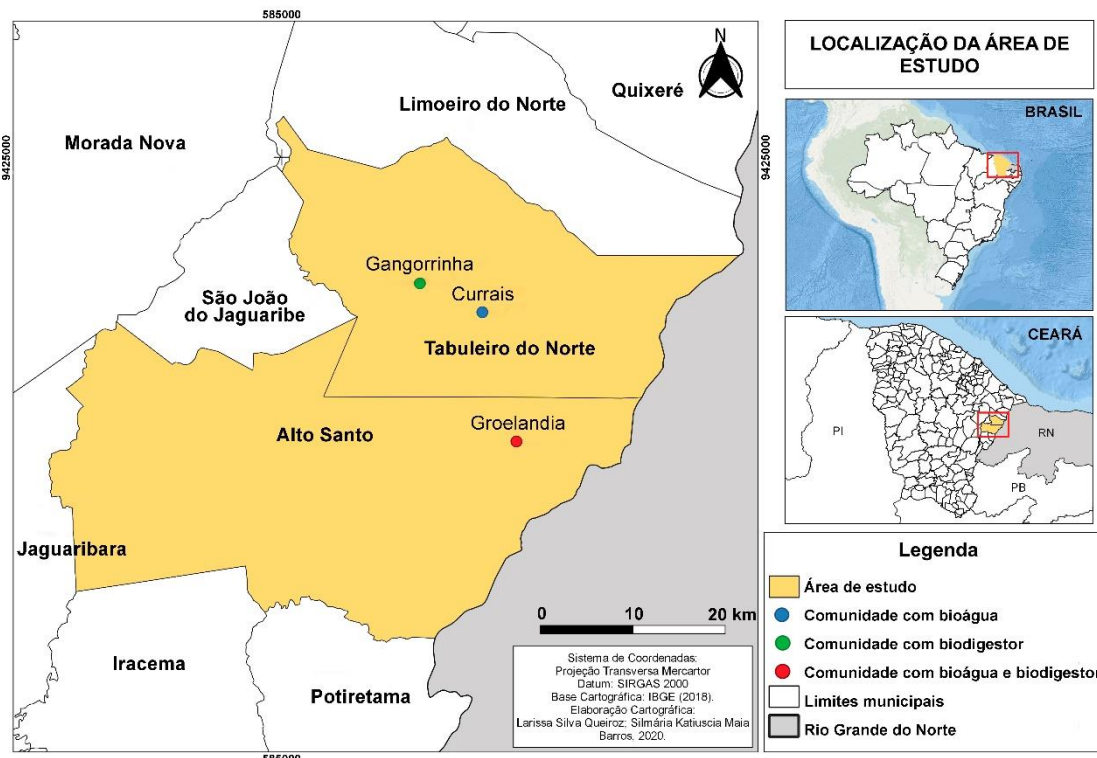 585000
N
Quixeré
Limoeiro do Norte
Morada Nova
9425000
9425000
Gangorrinha
Currais
São João
do Jaguaribe
Tabuleiro do Norte
Alto Santo
Groelandia
Jaguaribara
Iracema
Potiretama
0 10 20 km
Sistema de Coordenadas:
Projeção Transversa Mercartor
Datum: SIRGAS 2000
Base Cartográfica: IBGE (2018).
Elaboração Cartográfica:
Larissa Silva Queiroz; Silmária Katiuscia Maia
Barros, 2020.
585000
LOCALIZAÇÃO DA ÁREA DE
ESTUDO
BRASIL
CEARÁ
PI
RN
PB
Legenda
Área de estudo
Comunidade com bioágua
Comunidade com biodigestor
Comunidade com bioágua e biodigestor
Limites municipais
Rio Grande do Norte